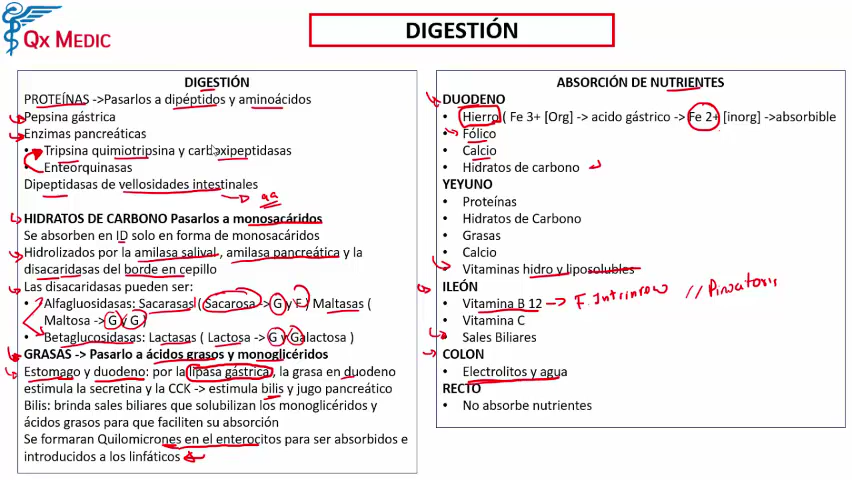 Qx MEDIC
DIGESTIÓN
DIGESTIÓN
PROTEÍNAS ->Pasarlos a dipéptidos y aminoácidos
Pepsina gástrica
Enzimas pancreáticas
• Tripsina quimiotripsina y carboxipeptidasas
• Enteorquinasas
Dipeptidasas de vellosidades intestinales
aa
HIDRATOS DE CARBONO Pasarlos a monosacáridos
Se absorben en ID solo en forma de monosacáridos
Hidrolizados por la amilasa salival, amilasa pancreática y la
disacaridasas del borde en cepillo
Las disacaridasas pueden ser:
• Alfagluosidasas: Sacarasas( Sacarosa -> G y F ) Maltasas (
Maltosa -> G y G )
• Betaglucosidasas: Lactasas ( Lactosa -> G y Galactosa )
GRASAS -> Pasarlo a ácidos grasos y monoglicéridos
Estomago y duodeno: por la lipasa gástrica, la grasa en duodeno
estimula la secretina y la CCK -> estimula bilis y jugo pancreático
Bilis: brinda sales biliares que solubilizan los monoglicéridos y
ácidos grasos para que faciliten su absorción
Se formaran Quilomicrones en el enterocitos para ser absorbidos e
introducidos a los linfáticos
ABSORCIÓN DE NUTRIENTES
DUODENO
• Hierro ( Fe 3+ [Org] -> acido gástrico -> Fe 2+ [inorg] ->absorbible
• Fólico
• Calcio
• Hidratos de carbono
YEYUNO
• Proteínas
• Hidratos de Carbono
• Grasas
• Calcio
• Vitaminas hidro y liposolubles
ILEÓN
• Vitamina B 12 -> F. Intrinseco //
• Vitamina C
• Sales Biliares
COLON
• Electrolitos y agua
RECTO
• No absorbe nutrientes